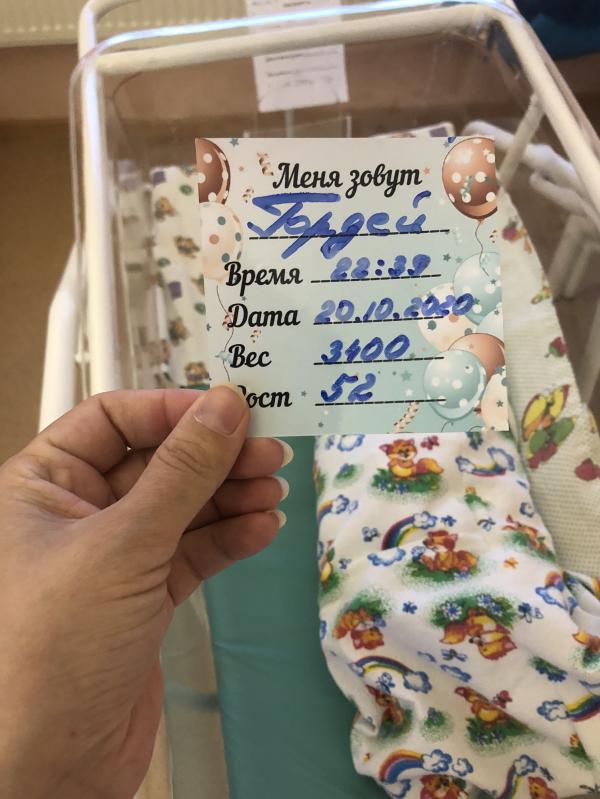 Меня зовут
Гордей
Время 22:39
Дата 20.10.2020
Вес 3400
Рост 52